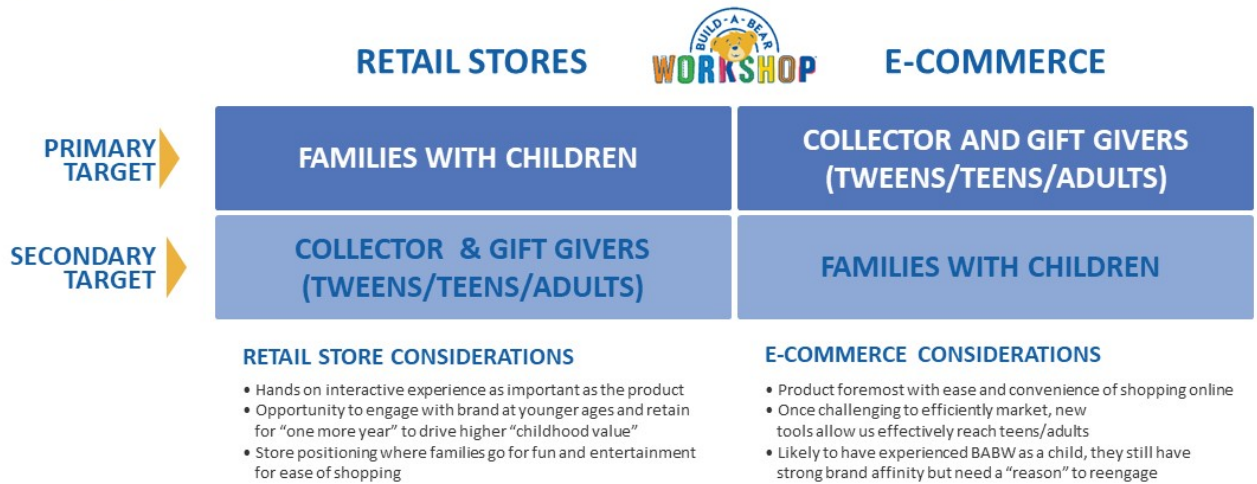 BUILD-A-BEAR
WORKSHOP
RETAIL STORES
E-COMMERCE
PRIMARY
TARGET
FAMILIES WITH CHILDREN
COLLECTOR AND GIFT GIVERS
(TWEENS/TEENS/ADULTS)
SECONDARY
TARGET
COLLECTOR & GIFT GIVERS
(TWEENS/TEENS/ADULTS)
FAMILIES WITH CHILDREN
RETAIL STORE CONSIDERATIONS
• Hands on interactive experience as important as the product
• Opportunity to engage with brand at younger ages and retain
for “one more year” to drive higher “childhood value”
• Store positioning where families go for fun and entertainment
for ease of shopping
E-COMMERCE CONSIDERATIONS
• Product foremost with ease and convenience of shopping online
• Once challenging to efficiently market, new
tools allow us effectively reach teens/adults
• Likely to have experienced BABW as a child, they still have
strong brand affinity but need a “reason” to reengage